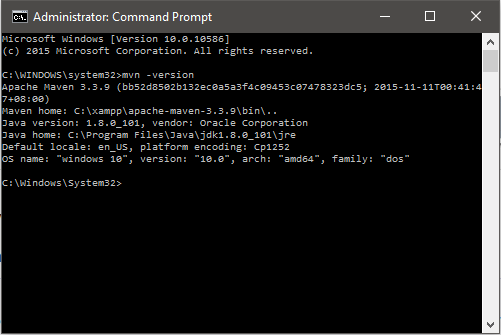 Administrator: Command Prompt
Microsoft Windows [Version 10.0.10586]
(c) 2015 Microsoft Corporation. All rights reserved.
C:\WINDOWS\system32>mvn -version
Apache Maven 3.3.9 (bb52d8502b132ec0a5a3f4c09453c07478323dc5; 2015-11-11T00:41:4
7+08:00)
Maven home: C:\xampp\apache-maven-3.3.9\bin\..
Java version: 1.8.0_101, vendor: Oracle Corporation
Java home: C:\Program Files\Java\jdk1.8.0_101\jre
Default locale: en_US, platform encoding: Cp1252
OS name: "windows 10", version: "10.0", arch: "amd64", family: "dos"
C:\Windows\System32>